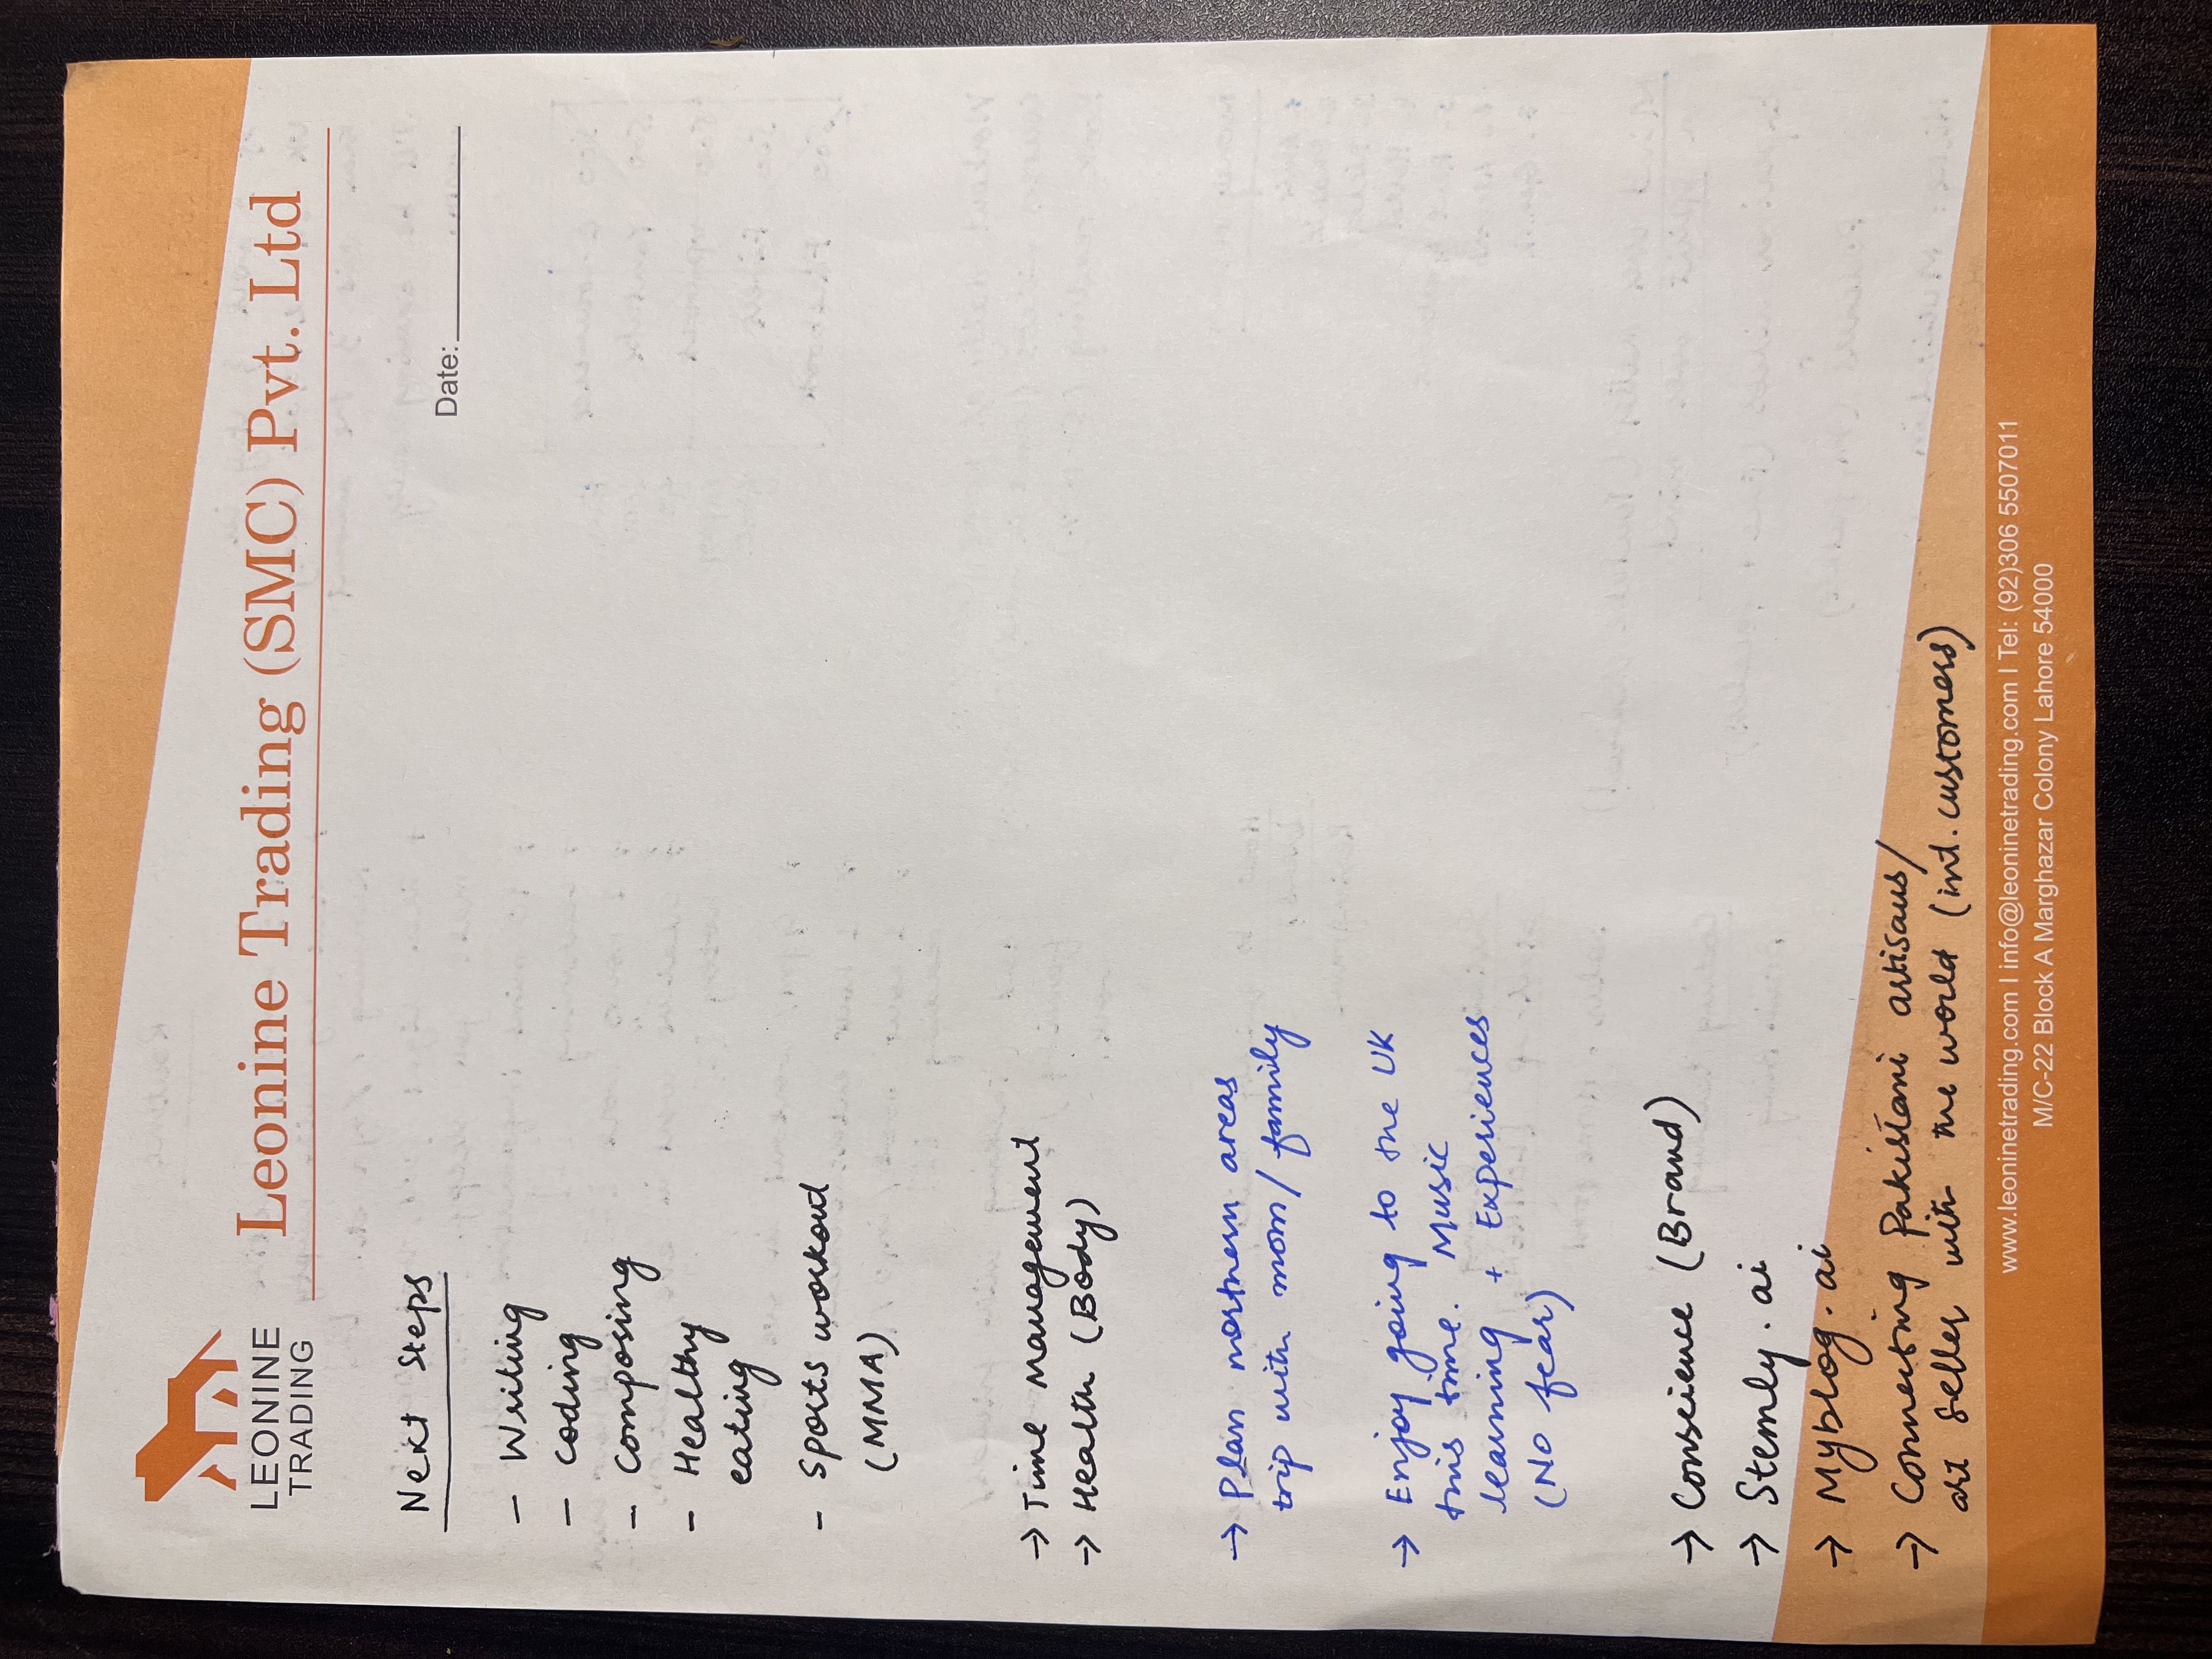 LEONINE
TRADING
Leonine Trading (SMC) Pvt. Ltd
Date:
Next Steps
- Writing
- coding
- Composing
- Healthy
eating
- Sports workout
(MMA)
→ Time Management
→ Health (Body)
→ Plan northern areas
trip with mom/family
→ Enjoy going to the UK
this time. Music
learning + Experiences
(No fear)
→ Conscience (Brand)
→ Stemly.ai
→ Myblog.ai
→ Connecting Pakistani artisans/
art seller with the world (int. customers)
www.leoninetrading.com I info@leoninetrading.com I Tel: (92)306 5507011
M/C-22 Block A Marghazar Colony Lahore 54000